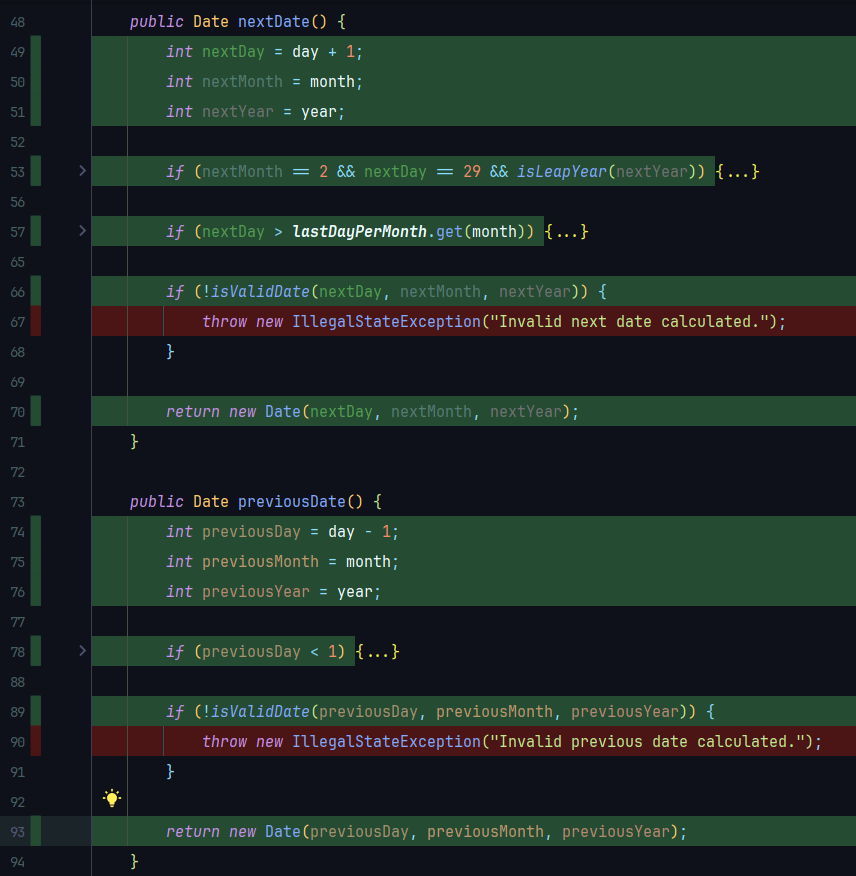 48 public Date nextDate() {
49 int nextDay = day + 1;
50 int nextMonth = month;
51 int nextYear = year;
52
53 if (nextMonth == 2 && nextDay == 29 && isLeapYear(nextYear)) {...}
56
57 if (nextDay > lastDayPerMonth.get(month)) {...}
65
66 if (!isValidDate(nextDay, nextMonth, nextYear)) {
67 throw new IllegalStateException("Invalid next date calculated.");
68 }
69
70 return new Date(nextDay, nextMonth, nextYear);
71 }
72
73 public Date previousDate() {
74 int previousDay = day - 1;
75 int previousMonth = month;
76 int previousYear = year;
77
78 if (previousDay < 1) {...}
88
89 if (!isValidDate(previousDay, previousMonth, previousYear)) {
90 throw new IllegalStateException("Invalid previous date calculated.");
91 }
92
93 return new Date(previousDay, previousMonth, previousYear);
94 }